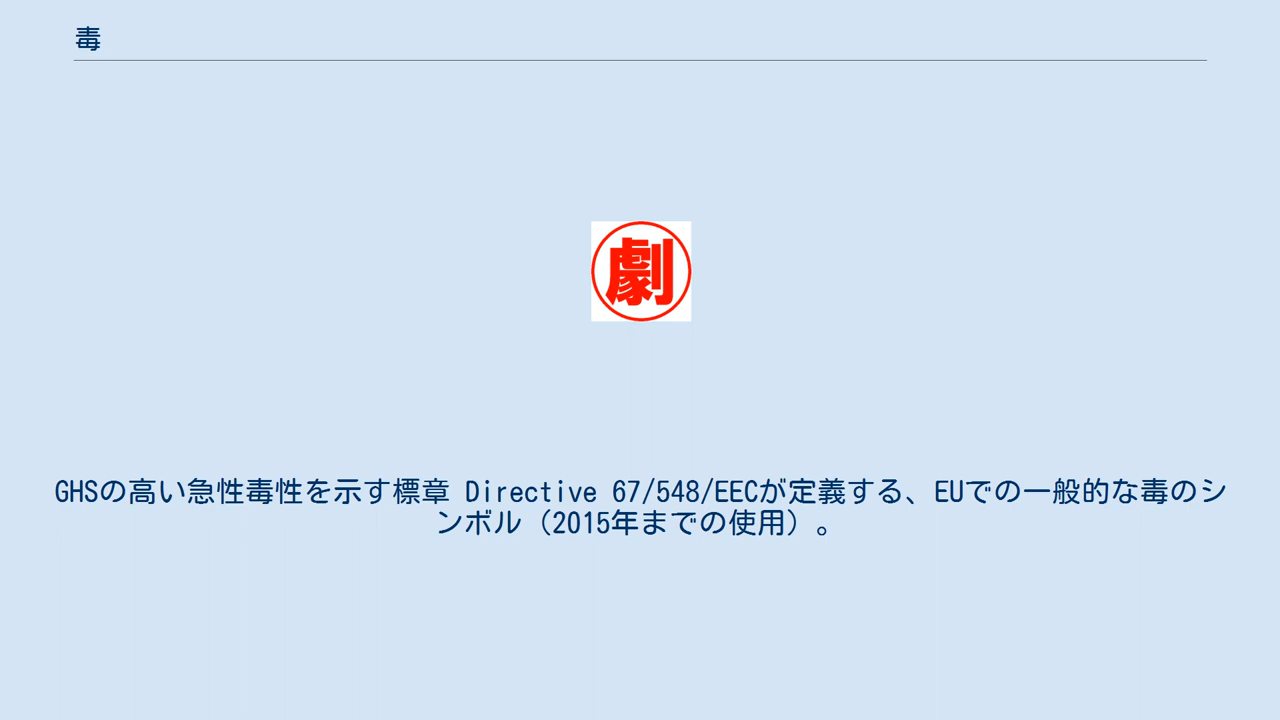 毒
劇
GHSの高い急性毒性を示す標章 Directive 67/548/EECが定義する、EUでの一般的な毒のシ
ンボル（2015年までの使用）。